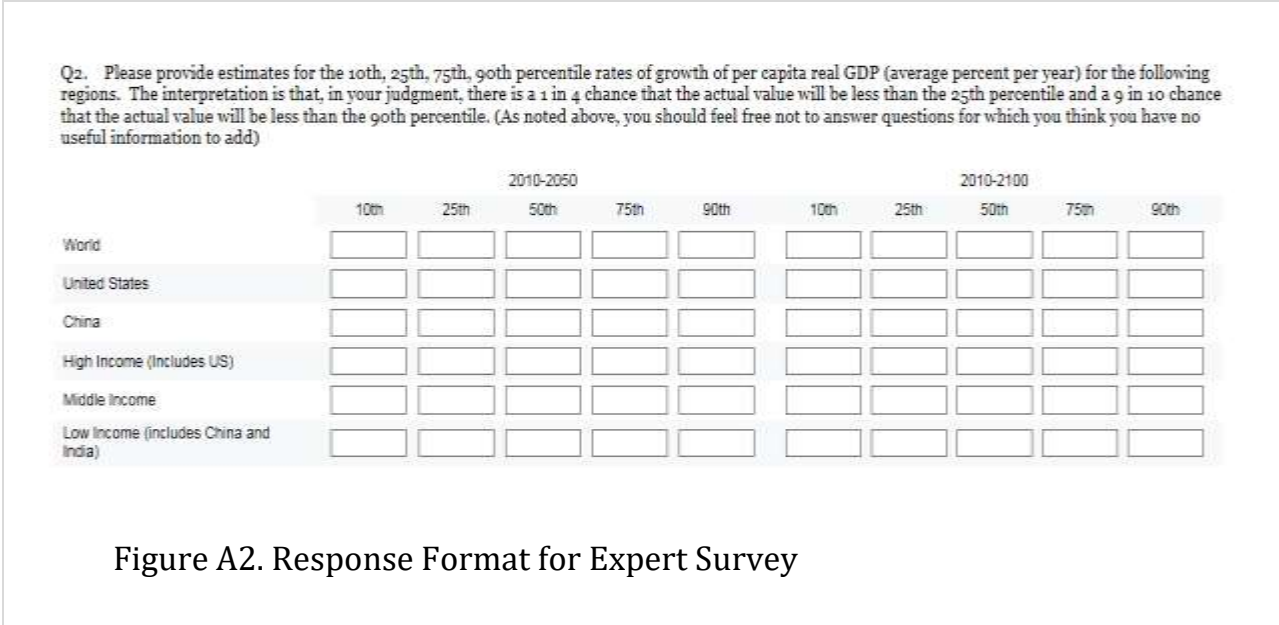 Q2. Please provide estimates for the 10th, 25th, 75th, 90th percentile rates of growth of per capita real GDP (average percent per year) for the following
regions. The interpretation is that, in your judgment, there is a 1 in 4 chance that the actual value will be less than the 25th percentile and a 9 in 10 chance
that the actual value will be less than the 90th percentile. (As noted above, you should feel free not to answer questions for which you think you have no
useful information to add)
2010-2050 2010-2100
10th 25th 50th 75th 90th 10th 25th 50th 75th 90th
World
United States
China
High Income (Includes US)
Middle Income
Low Income (includes China and
India)
Figure A2. Response Format for Expert Survey